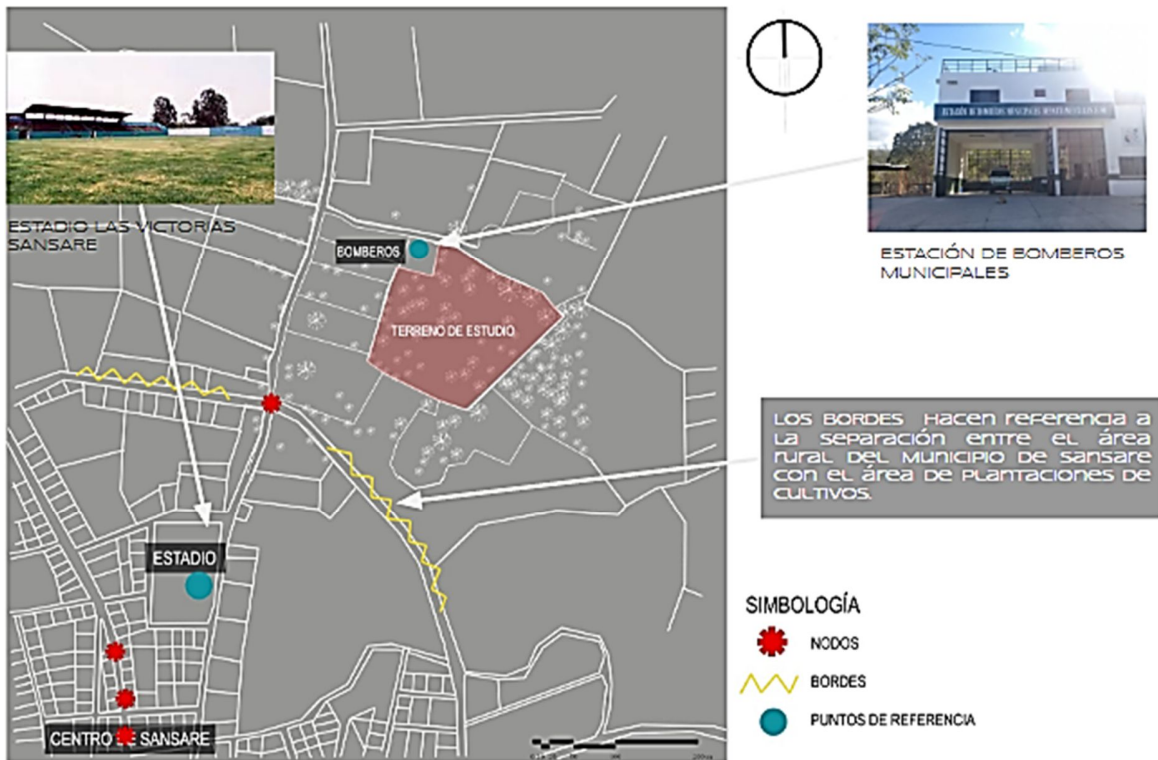 ESTADIO LAS VICTORIAS
SANSARE
ESTACIÓN DE BOMBEROS
MUNICIPALES
BOMBEROS
TERRENO DE ESTUDIO
LOS BORDES HACEN REFERENCIA A
LA SEPARACIÓN ENTRE EL ÁREA
RURAL DEL MUNICIPIO DE SANSARE
CON EL ÁREA DE PLANTACIONES DE
CULTIVOS.
ESTADIO
CENTRO DE SANSARE
SIMBOLOGÍA
NODOS
BORDES
PUNTOS DE REFERENCIA